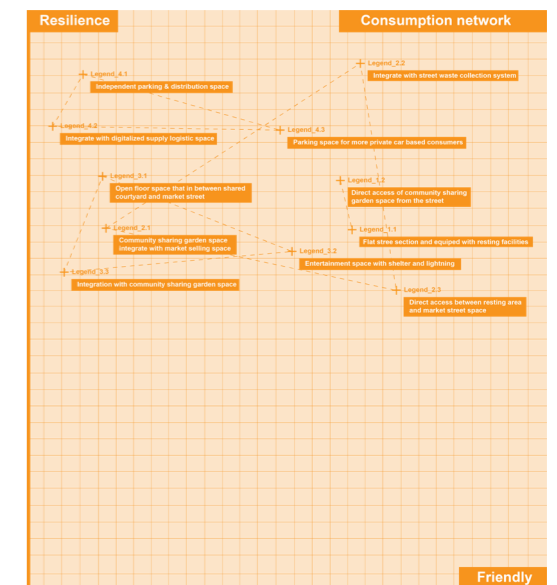 Resilience
Consumption network
Legend_2.2
Integrate with street waste collection system
Legend_4.1
Independent parking & distribution space
Legend_4.2
Integrate with digitalized supply logistic space
Legend_4.3
Parking space for more private car based consumers
Legend_3.1
Open floor space that in between shared
courtyard and market street
Legend_1.2
Direct access of community sharing
garden space from the street
Legend_2.1
Community sharing garden space
integrate with market selling space
Legend_1.1
Flat stree section and equiped with resting facilities
Legend_3.2
Entertainment space with shelter and lightning
Legend_3.3
Integration with community sharing garden space
Legend_2.3
Direct access between resting area
and market street space
Friendly